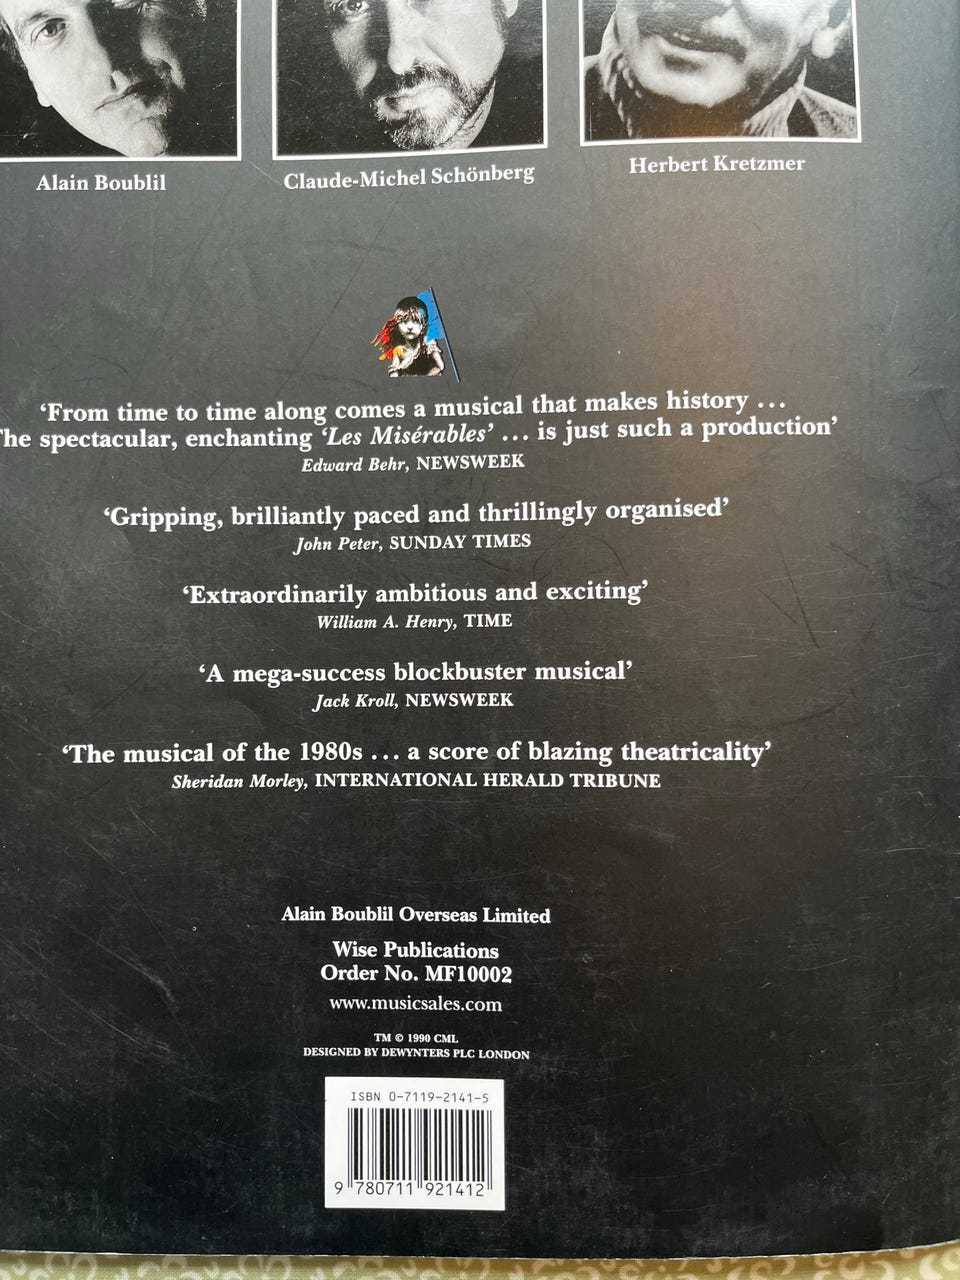 Alain Boublil
Claude-Michel Schönberg
Herbert Kretzmer
‘From time to time along comes a musical that makes history ...
The spectacular, enchanting ‘Les Misérables’ ... is just such a production’
Edward Behr, NEWSWEEK
‘Gripping, brilliantly paced and thrillingly organised’
John Peter, SUNDAY TIMES
‘Extraordinarily ambitious and exciting’
William A. Henry, TIME
‘A mega-success blockbuster musical’
Jack Kroll, NEWSWEEK
‘The musical of the 1980s ... a score of blazing theatricality’
Sheridan Morley, INTERNATIONAL HERALD TRIBUNE
Alain Boublil Overseas Limited
Wise Publications
Order No. MF10002
www.musicsales.com
TM © 1990 CML
DESIGNED BY DEWYNTERS PLC LONDON
ISBN 0-7119-2141-5
9 780711 921412